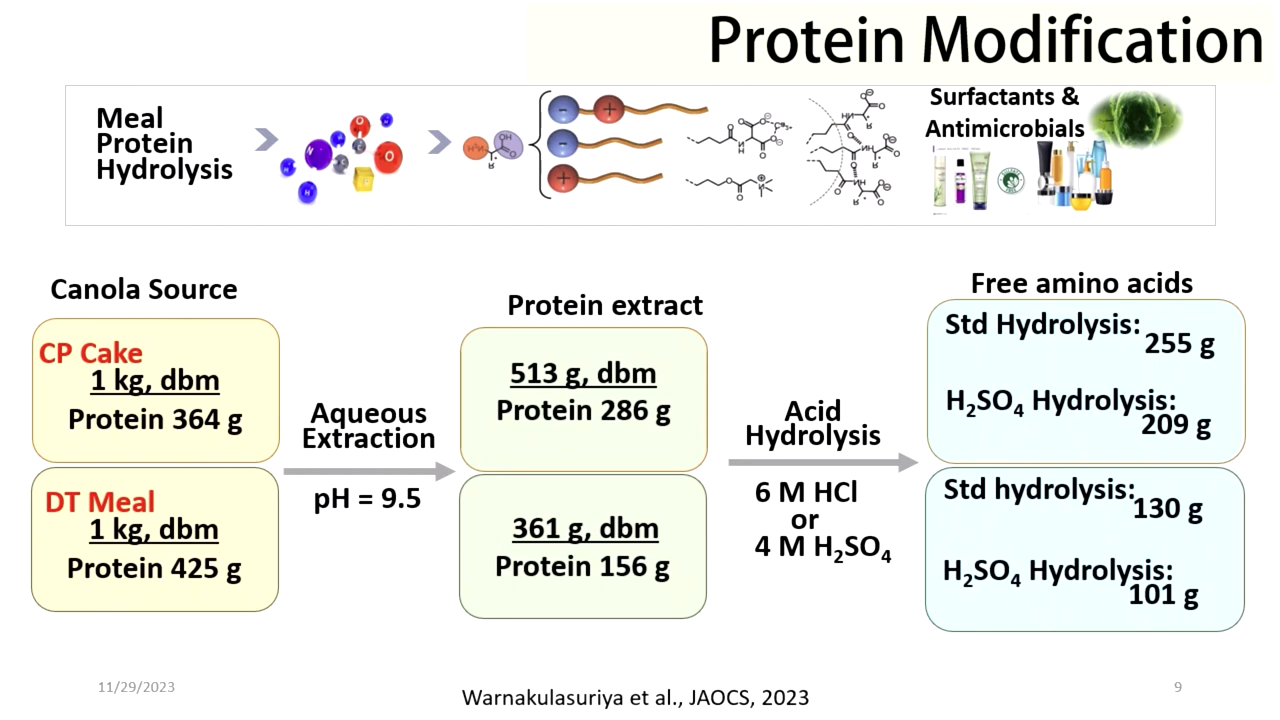 Protein Modification
Meal
Protein
Hydrolysis
Surfactants &
Antimicrobials
Canola Source
CP Cake
1 kg, dbm
Protein 364 g
DT Meal
1 kg, dbm
Protein 425 g
Aqueous
Extraction
pH = 9.5
Protein extract
513 g, dbm
Protein 286 g
361 g, dbm
Protein 156 g
Acid
Hydrolysis
6 M HCl
or
4 M H₂SO₄
Free amino acids
Std Hydrolysis:
255 g
H₂SO₄ Hydrolysis:
209 g
Std hydrolysis:
130 g
H₂SO₄ Hydrolysis:
101 g
11/29/2023
Warnakulasuriya et al., JAOCS, 2023
9